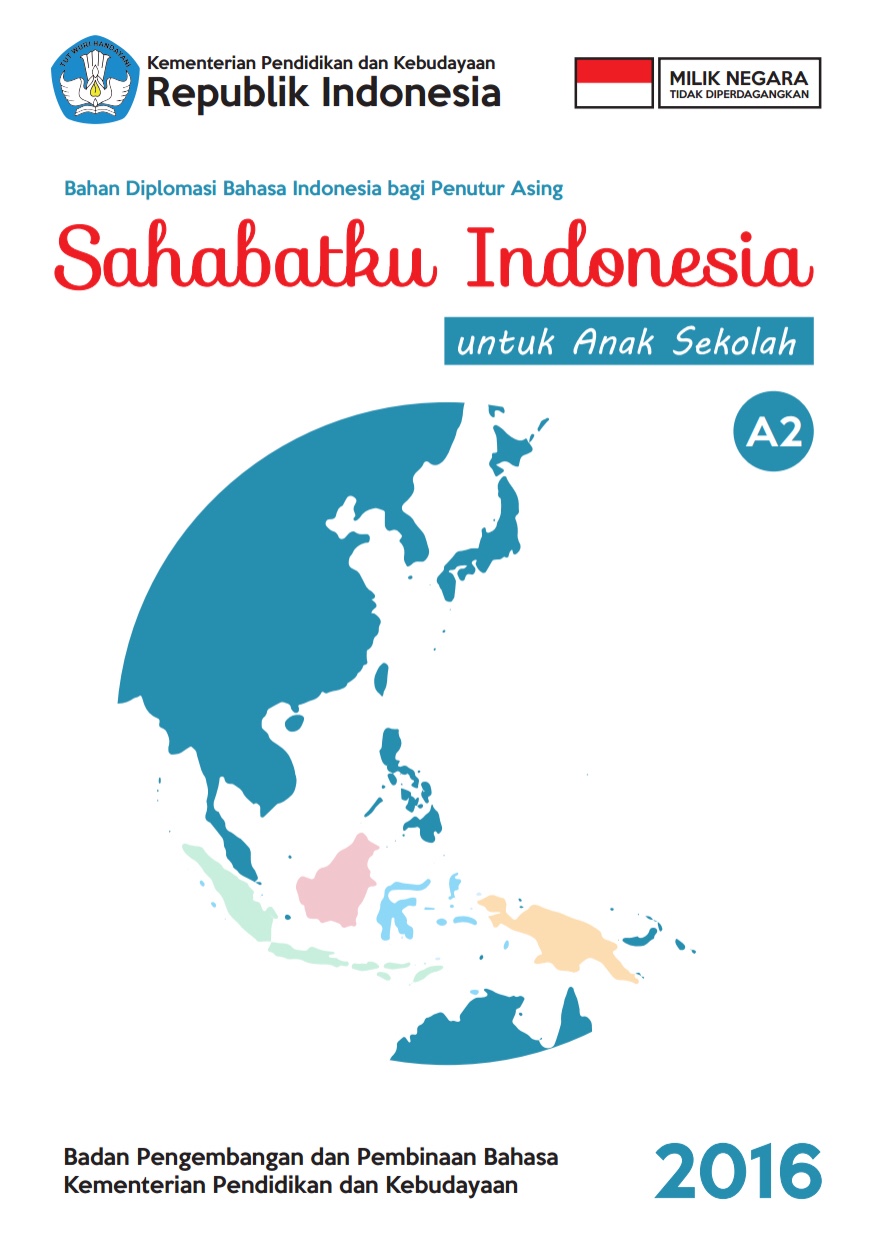 TUT WURI HANDAYANI
Kementerian Pendidikan dan Kebudayaan
Republik Indonesia
MILIK NEGARA
TIDAK DIPERDAGANGKAN
Bahan Diplomasi Bahasa Indonesia bagi Penutur Asing
Sahabatku Indonesia
untuk Anak Sekolah
A2
Badan Pengembangan dan Pembinaan Bahasa
Kementerian Pendidikan dan Kebudayaan
2016